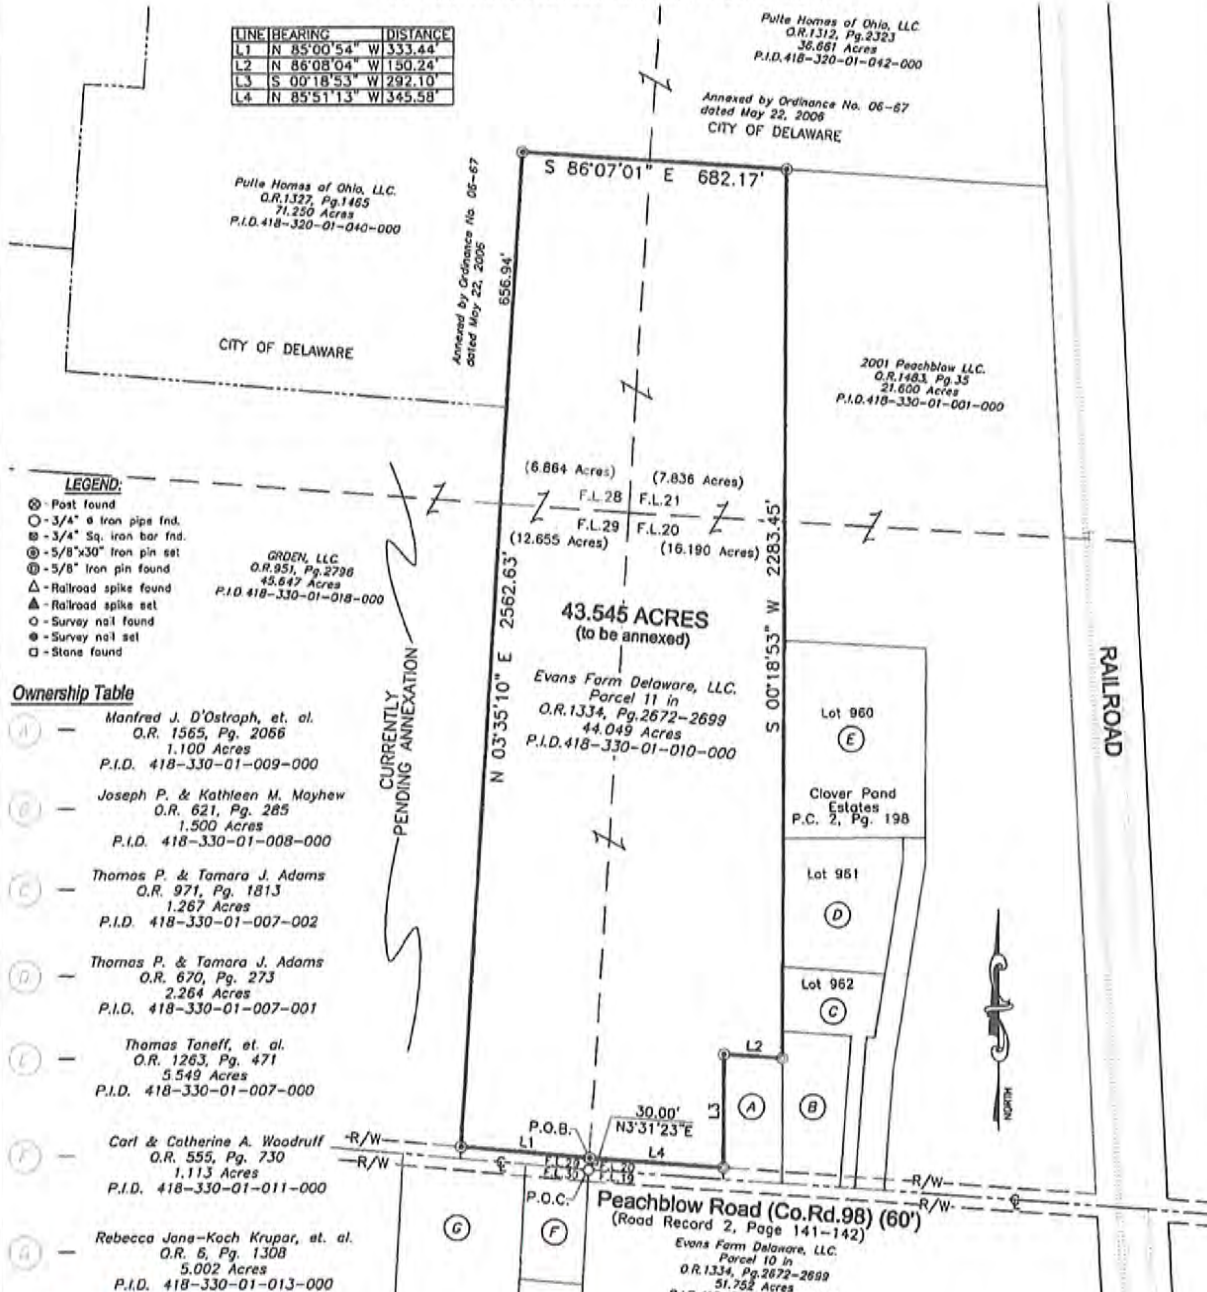 LINE BEARING DISTANCE
L1 N 85°00'54" W 333.44'
L2 N 86°08'04" W 150.24'
L3 S 00°18'53" W 292.10'
L4 N 85°51'13" W 345.58'
Pulte Homes of Ohio, LLC.
O.R.1312, Pg.2323
36.661 Acres
P.I.D.418-320-01-042-000
Annexed by Ordinance No. 06-67
dated May 22, 2006
CITY OF DELAWARE
Pulte Homes of Ohio, LLC.
O.R.1327, Pg.1465
71.250 Acres
P.I.D.418-320-01-040-000
Annexed by Ordinance No. 06-67
dated May 22, 2006
S 86°07'01" E 682.17'
656.94'
CITY OF DELAWARE
2001 Peachblow LLC.
O.R.1483, Pg.35
21.600 Acres
P.I.D.418-330-01-001-000
(6.864 Acres)
(7.836 Acres)
F.L.28
F.L.21
F.L.29
F.L.20
(12.655 Acres)
(16.190 Acres)
LEGEND:
- Post found
- 3/4" ø Iron pipe fnd.
- 3/4" Sq. iron bar fnd.
- 5/8"x30" Iron pin set
- 5/8" Iron pin found
- Railroad spike found
- Railroad spike set
- Survey nail found
- Survey nail set
- Stone found
GRDEN, LLC.
O.R.951, Pg.2796
45.647 Acres
P.I.D 418-330-01-018-000
N 03°35'10" E 2562.63'
S 00°18'53" W 2283.45'
43.545 ACRES
(to be annexed)
Evans Farm Delaware, LLC.
Parcel 11 in
O.R.1334, Pg.2672-2699
44.049 Acres
P.I.D.418-330-01-010-000
CURRENTLY
PENDING ANNEXATION
RAILROAD
Lot 960
E
Clover Pond
Estates
P.C. 2, Pg. 198
Lot 961
D
Lot 962
C
Ownership Table
A - Manfred J. D'Ostroph, et. al.
O.R. 1565, Pg. 2066
1.100 Acres
P.I.D. 418-330-01-009-000
B - Joseph P. & Kathleen M. Mayhew
O.R. 621, Pg. 285
1.500 Acres
P.I.D. 418-330-01-008-000
C - Thomas P. & Tamara J. Adams
O.R. 971, Pg. 1813
1.267 Acres
P.I.D. 418-330-01-007-002
D - Thomas P. & Tamara J. Adams
O.R. 670, Pg. 273
2.264 Acres
P.I.D. 418-330-01-007-001
E - Thomas Toneff, et. al.
O.R. 1263, Pg. 471
5.549 Acres
P.I.D. 418-330-01-007-000
F - Carl & Catherine A. Woodruff
O.R. 555, Pg. 730
1.113 Acres
P.I.D. 418-330-01-011-000
G - Rebecca Jane-Koch Krupar, et. al.
O.R. 6, Pg. 1308
5.002 Acres
P.I.D. 418-330-01-013-000
NORTH
L2
L3
A
B
30.00'
N3°31'23"E
P.O.B.
L1
L4
R/W
R/W
F.L.29
F.L.20
F.L.30
F.L.19
P.O.C.
R/W
R/W
G
F
Peachblow Road (Co.Rd.98) (60')
(Road Record 2, Page 141-142)
Evans Farm Delaware, LLC.
Parcel 10 in
O.R.1334, Pg.2672-2699
51.752 Acres